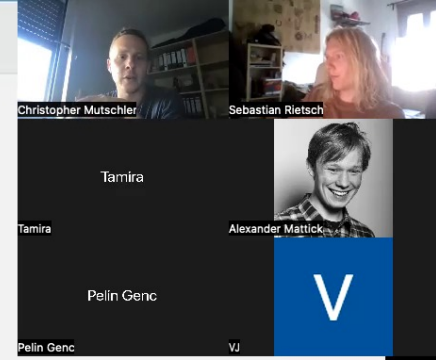 Christopher Mutschler
Sebastian Rietsch
Tamira
Tamira
Alexander Mattick
Pelin Genc
V
Pelin Genc
VJ